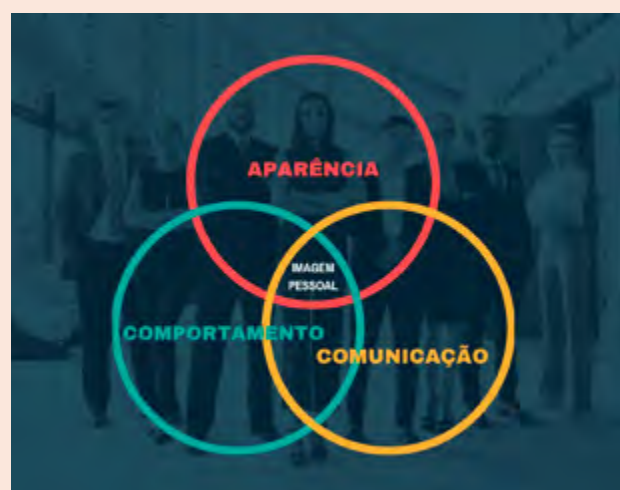 APARÊNCIA
IMAGEM
PESSOAL
COMPORTAMENTO
COMUNICAÇÃO